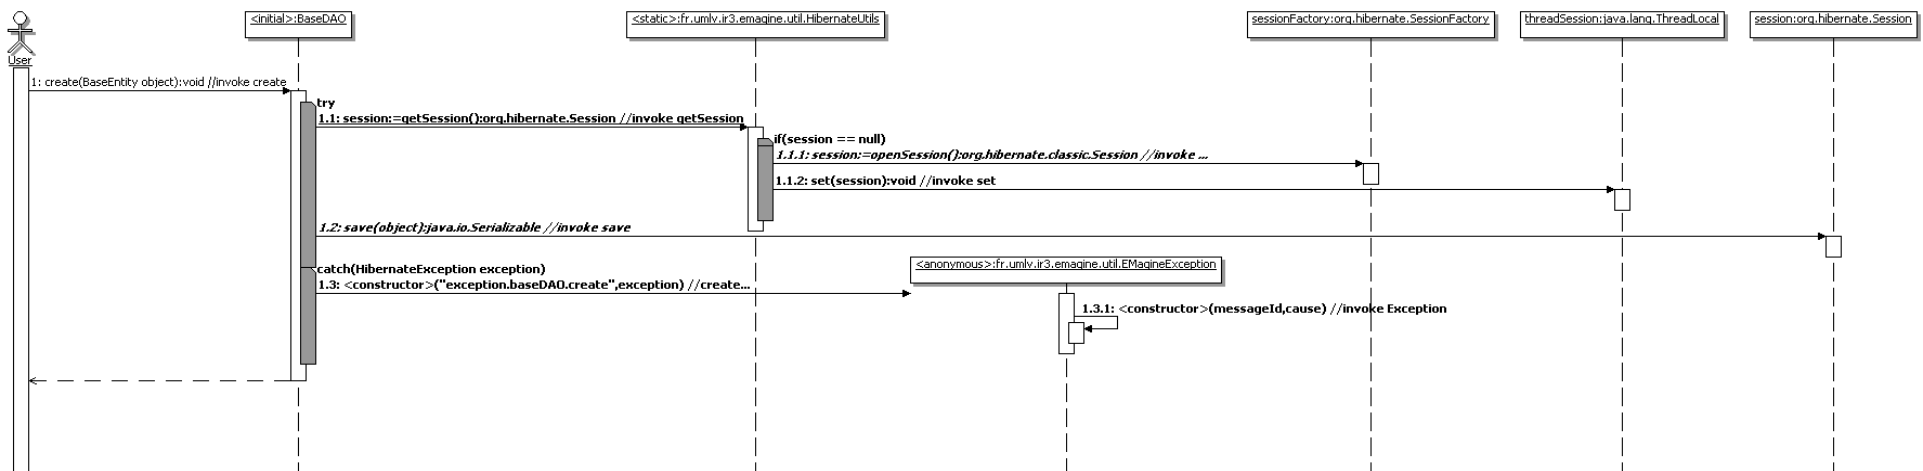 <initial>:BaseDAO
<static>:fr.umlv.ir3.emagine.util.HibernateUtils
sessionFactory:org.hibernate.SessionFactory
threadSession:java.lang.ThreadLocal
session:org.hibernate.Session
User
1: create(BaseEntity object):void //invoke create
try
1.1: session:=getSession():org.hibernate.Session //invoke getSession
if(session == null)
1.1.1: session:=openSession():org.hibernate.classic.Session //invoke ...
1.1.2: set(session):void //invoke set
1.2: save(object):java.io.Serializable //invoke save
catch(HibernateException exception)
<anonymous>:fr.umlv.ir3.emagine.util.EMagineException
1.3: <constructor>("exception.baseDAO.create",exception) //create...
1.3.1: <constructor>(messageId,cause) //invoke Exception